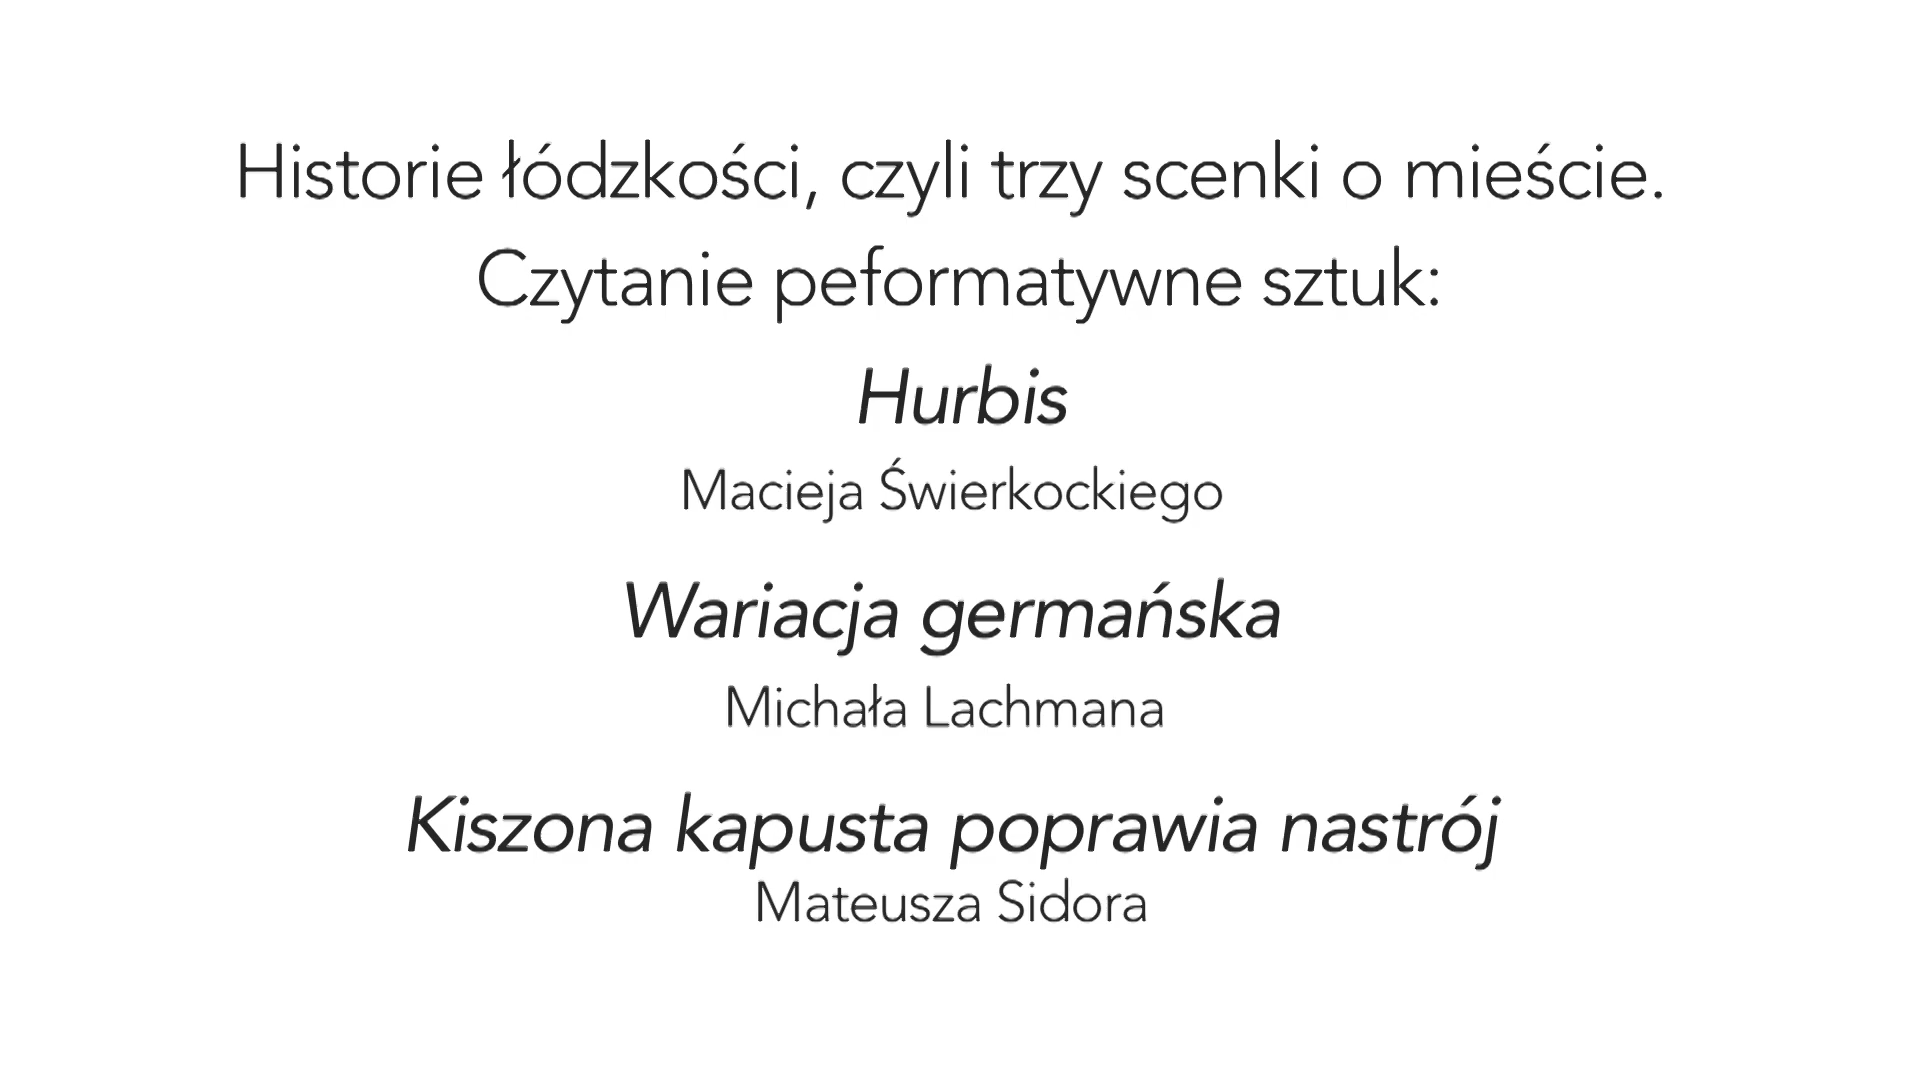 Historie łódzkości, czyli trzy scenki o mieście.
Czytanie peformatywne sztuk:
Hurbis
Macieja Świerkockiego
Wariacja germańska
Michała Lachmana
Kiszona kapusta poprawia nastrój
Mateusza Sidora